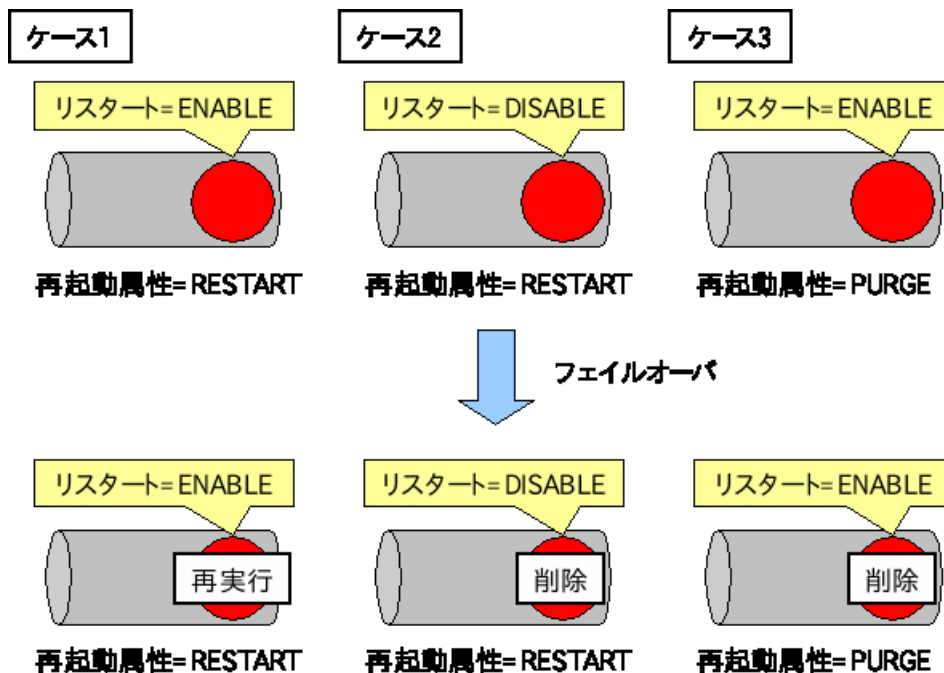 ケース1
ケース2
ケース3
リスタート=ENABLE
リスタート=DISABLE
リスタート=ENABLE
再起動属性=RESTART
再起動属性=RESTART
再起動属性=PURGE
フェイルオーバ
リスタート=ENABLE
リスタート=DISABLE
リスタート=ENABLE
再実行
削除
削除
再起動属性=RESTART
再起動属性=RESTART
再起動属性=PURGE